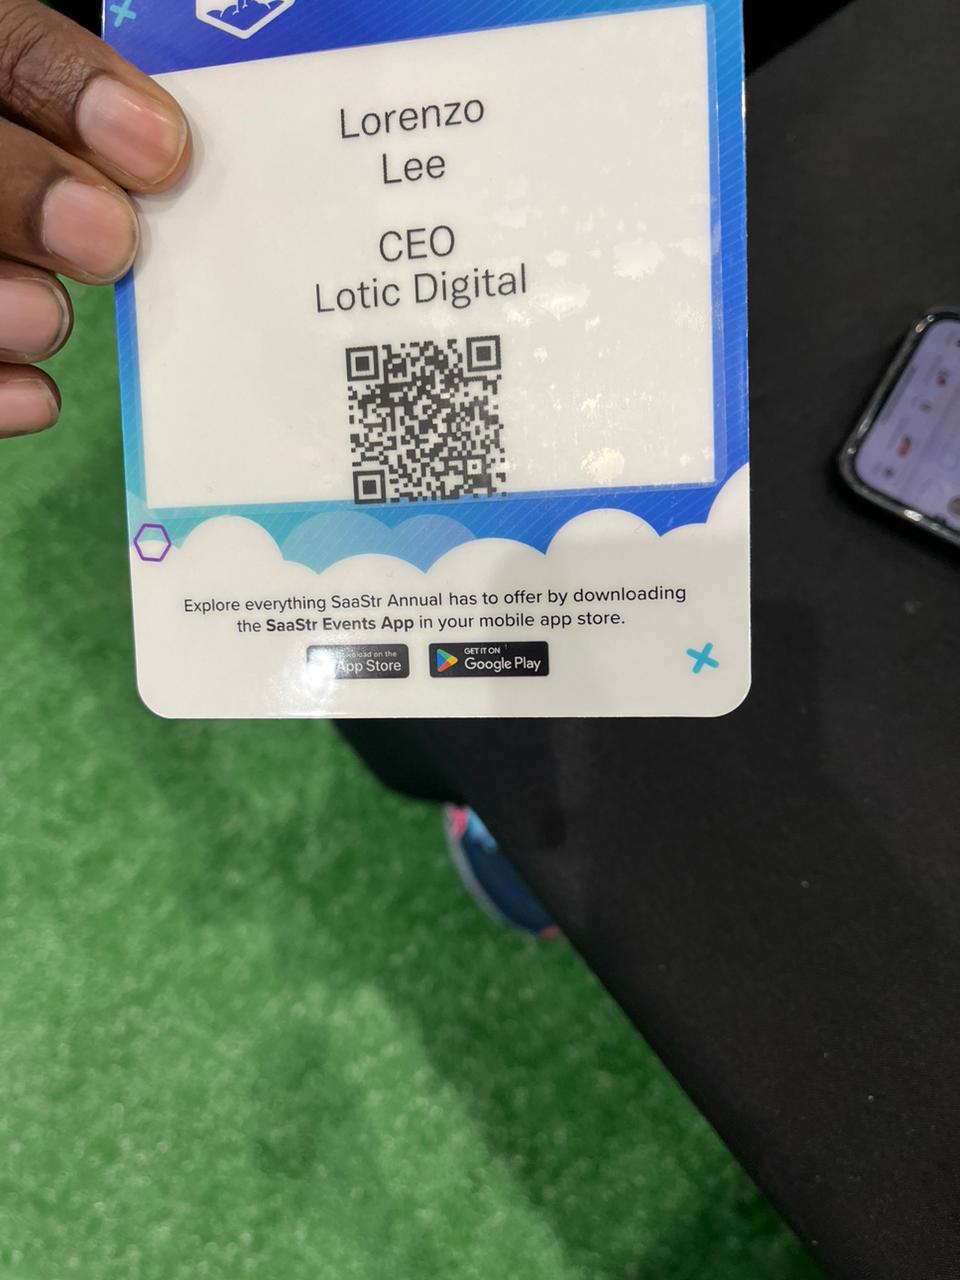 Lorenzo
Lee
CEO
Lotic Digital
Explore everything SaaStr Annual has to offer by downloading
the SaaStr Events App in your mobile app store.
Download on the
App Store
GET IT ON
Google Play